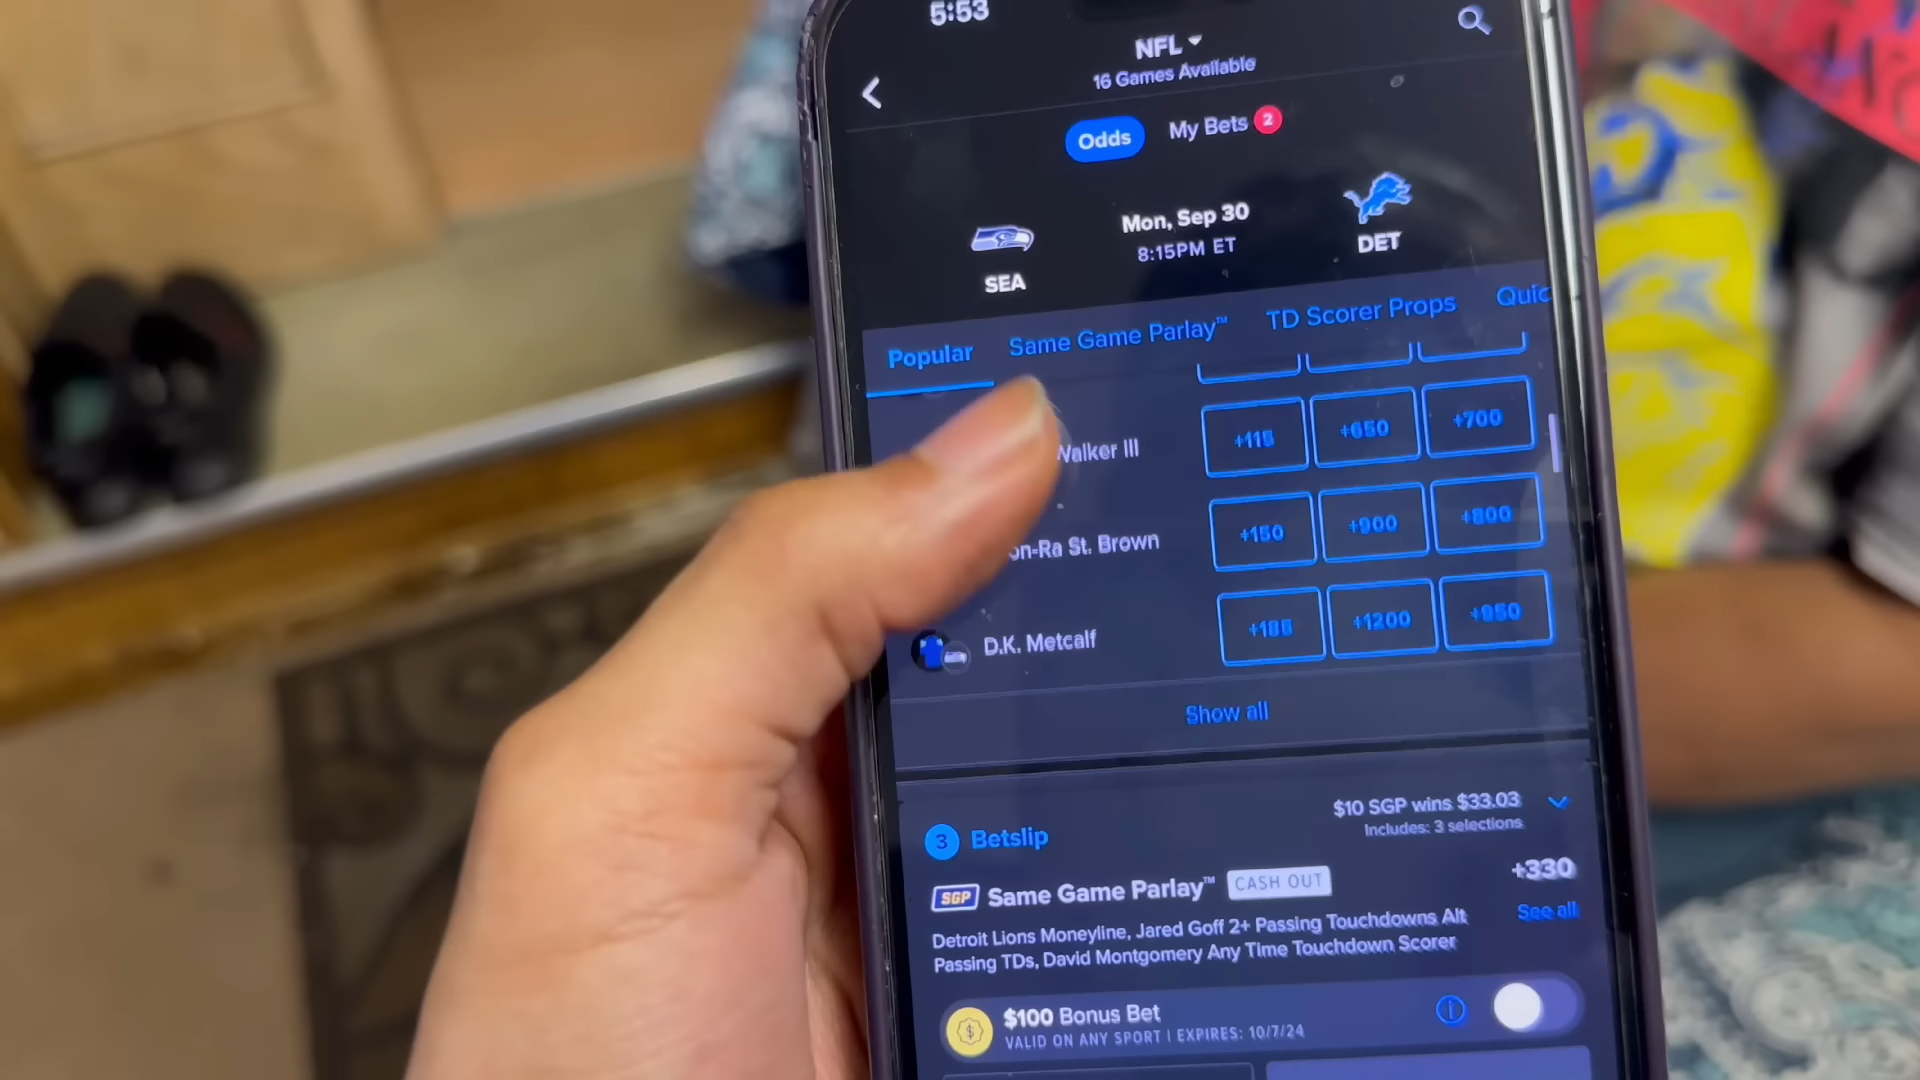 5:53
NFL
16 Games Available
Odds
My Bets 2
SEA
Mon, Sep 30
8:15PM ET
DET
Popular
Same Game Parlay™
TD Scorer Props
Quic
Walker III
+115
+650
+700
on-Ra St. Brown
+150
+900
+800
D.K. Metcalf
+185
+1200
+950
Show all
3 Betslip
$10 SGP wins $33.03
Includes: 3 selections
SGP Same Game Parlay™ CASH OUT
+330
Detroit Lions Moneyline, Jared Goff 2+ Passing Touchdowns Alt
Passing TDs, David Montgomery Any Time Touchdown Scorer
See all
$100 Bonus Bet
VALID ON ANY SPORT | EXPIRES: 10/7/24